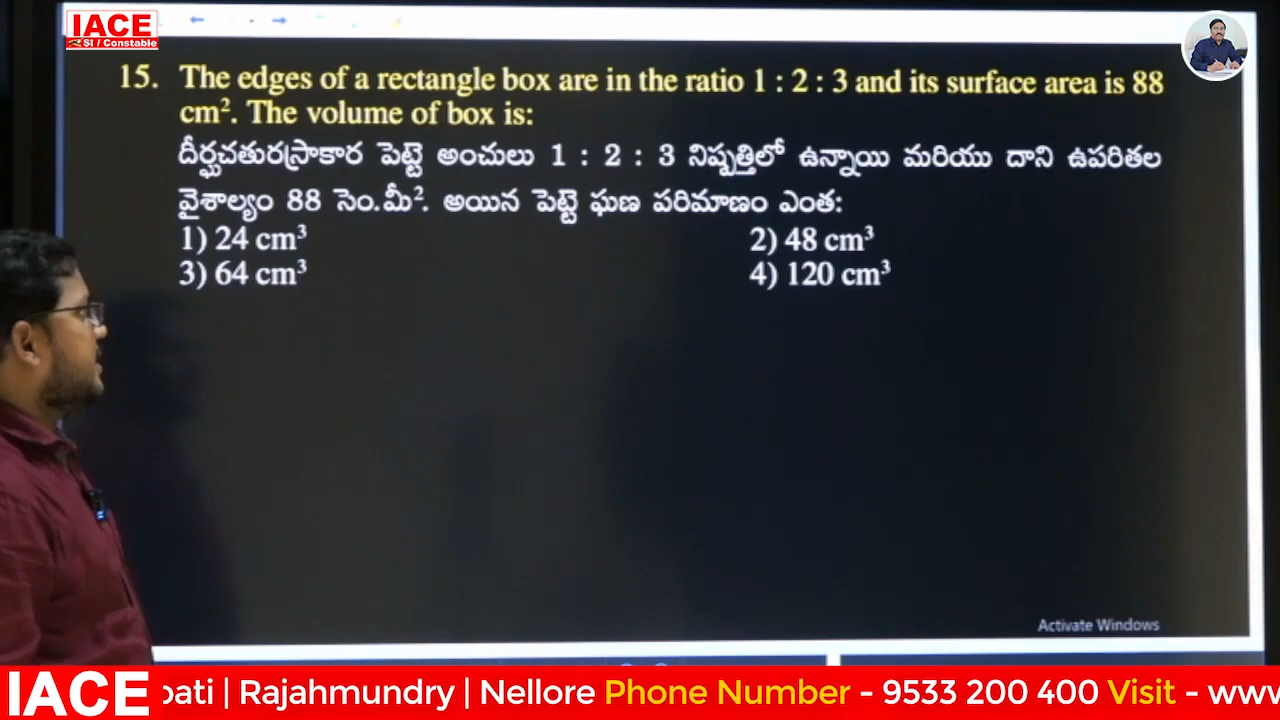 IACE
SI / Constable
15. The edges of a rectangle box are in the ratio 1 : 2 : 3 and its surface area is 88
cm². The volume of box is:
దీర్ఘచతురస్రాకార పెట్టె అంచులు 1 : 2 : 3 నిష్పత్తిలో ఉన్నాయి మరియు దాని ఉపరితల
వైశాల్యం 88 సెం.మీ². అయిన పెట్టె ఘణ పరిమాణం ఎంత:
1) 24 cm³ 2) 48 cm³
3) 64 cm³ 4) 120 cm³
Activate Windows
IACE pati | Rajahmundry | Nellore Phone Number - 9533 200 400 Visit - www